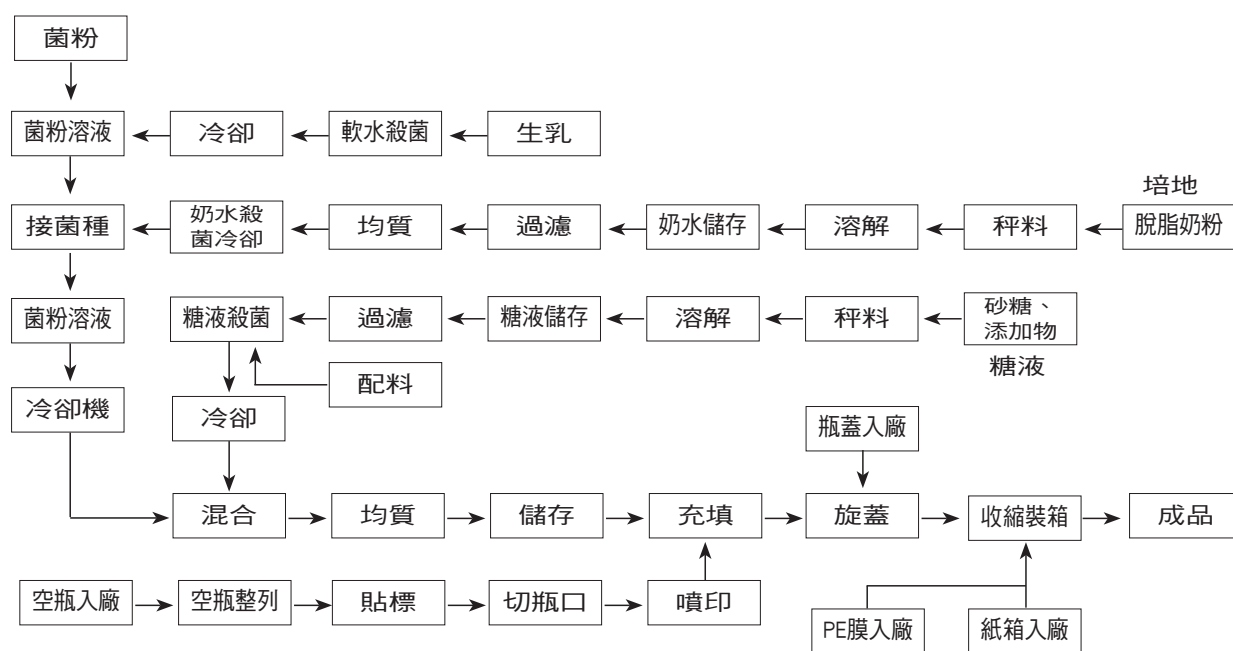 菌粉
菌粉溶液
冷卻
軟水殺菌
生乳
培地
接菌種
奶水殺
菌冷卻
均質
過濾
奶水儲存
溶解
秤料
脫脂奶粉
菌粉溶液
糖液殺菌
過濾
糖液儲存
溶解
秤料
砂糖、
添加物
糖液
配料
冷卻機
冷卻
瓶蓋入廠
混合
均質
儲存
充填
旋蓋
收縮裝箱
成品
空瓶入廠
空瓶整列
貼標
切瓶口
噴印
PE膜入廠
紙箱入廠